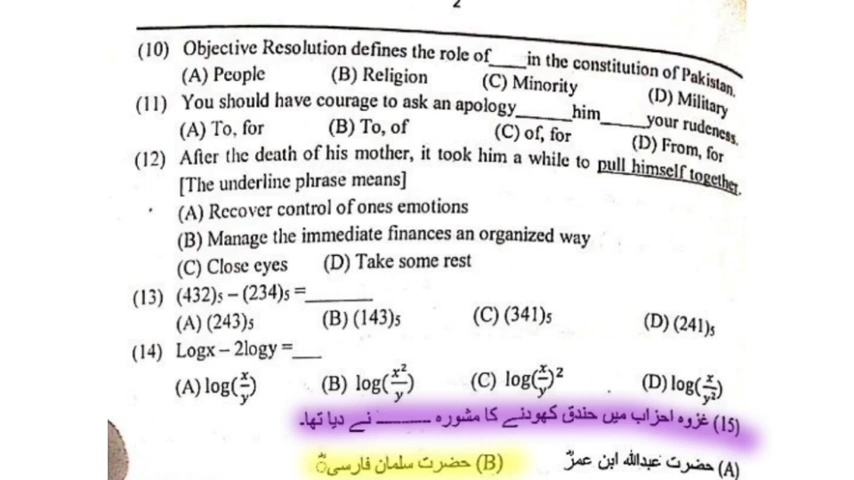 2
(10) Objective Resolution defines the role of____in the constitution of Pakistan.
(A) People (B) Religion (C) Minority (D) Military
(11) You should have courage to ask an apology______him_____your rudeness.
(A) To, for (B) To, of (C) of, for (D) From, for
(12) After the death of his mother, it took him a while to pull himself together.
[The underline phrase means]
(A) Recover control of ones emotions
(B) Manage the immediate finances an organized way
(C) Close eyes (D) Take some rest
(13) (432)₅ – (234)₅ =_______
(A) (243)₅ (B) (143)₅ (C) (341)₅ (D) (241)₅
(14) Logx – 2logy =___
(A) log(x/y) (B) log(x²/y) (C) log(x/y)² (D) log(x/y²)
(15) غزوہ احزاب میں خندق کھودنے کا مشورہ ـــــــــ نے دیا تھا۔
(A) حضرت عبداللہ ابن عمرؓ (B) حضرت سلمان فارسیؓ